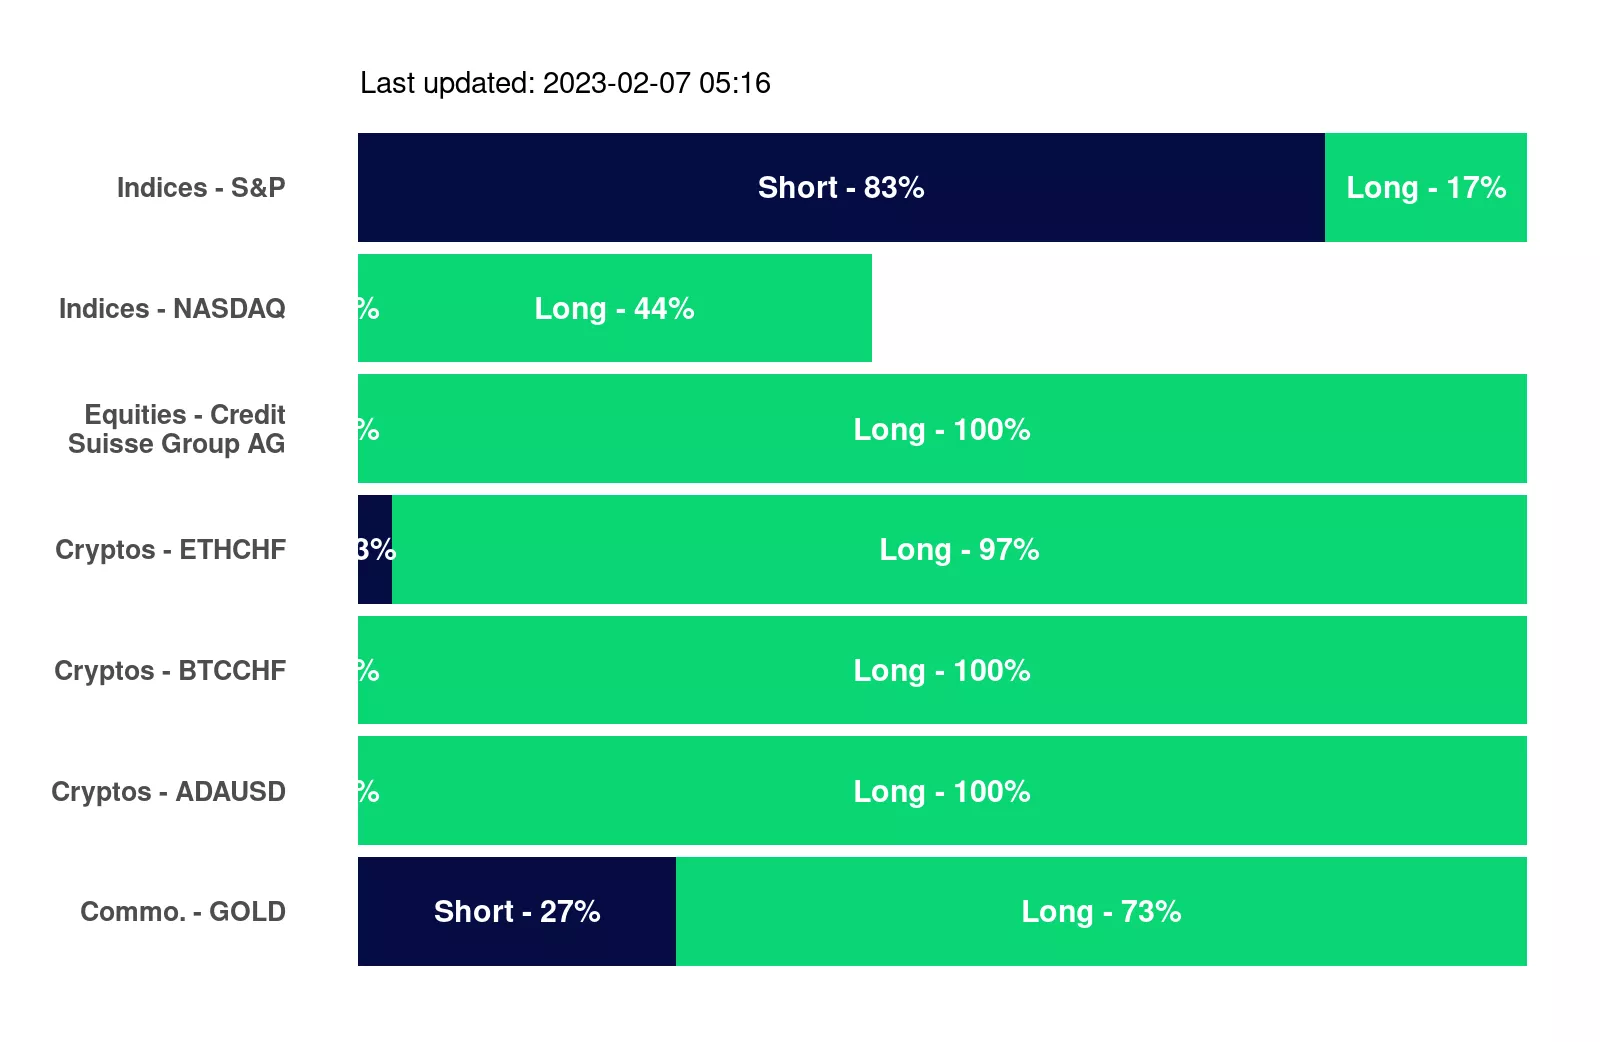 Last updated: 2023-02-07 05:16
Indices - S&P
Short - 83%
Long - 17%
Indices - NASDAQ
%
Long - 44%
Equities - Credit
Suisse Group AG
%
Long - 100%
Cryptos - ETHCHF
3%
Long - 97%
Cryptos - BTCCHF
%
Long - 100%
Cryptos - ADAUSD
%
Long - 100%
Commo. - GOLD
Short - 27%
Long - 73%